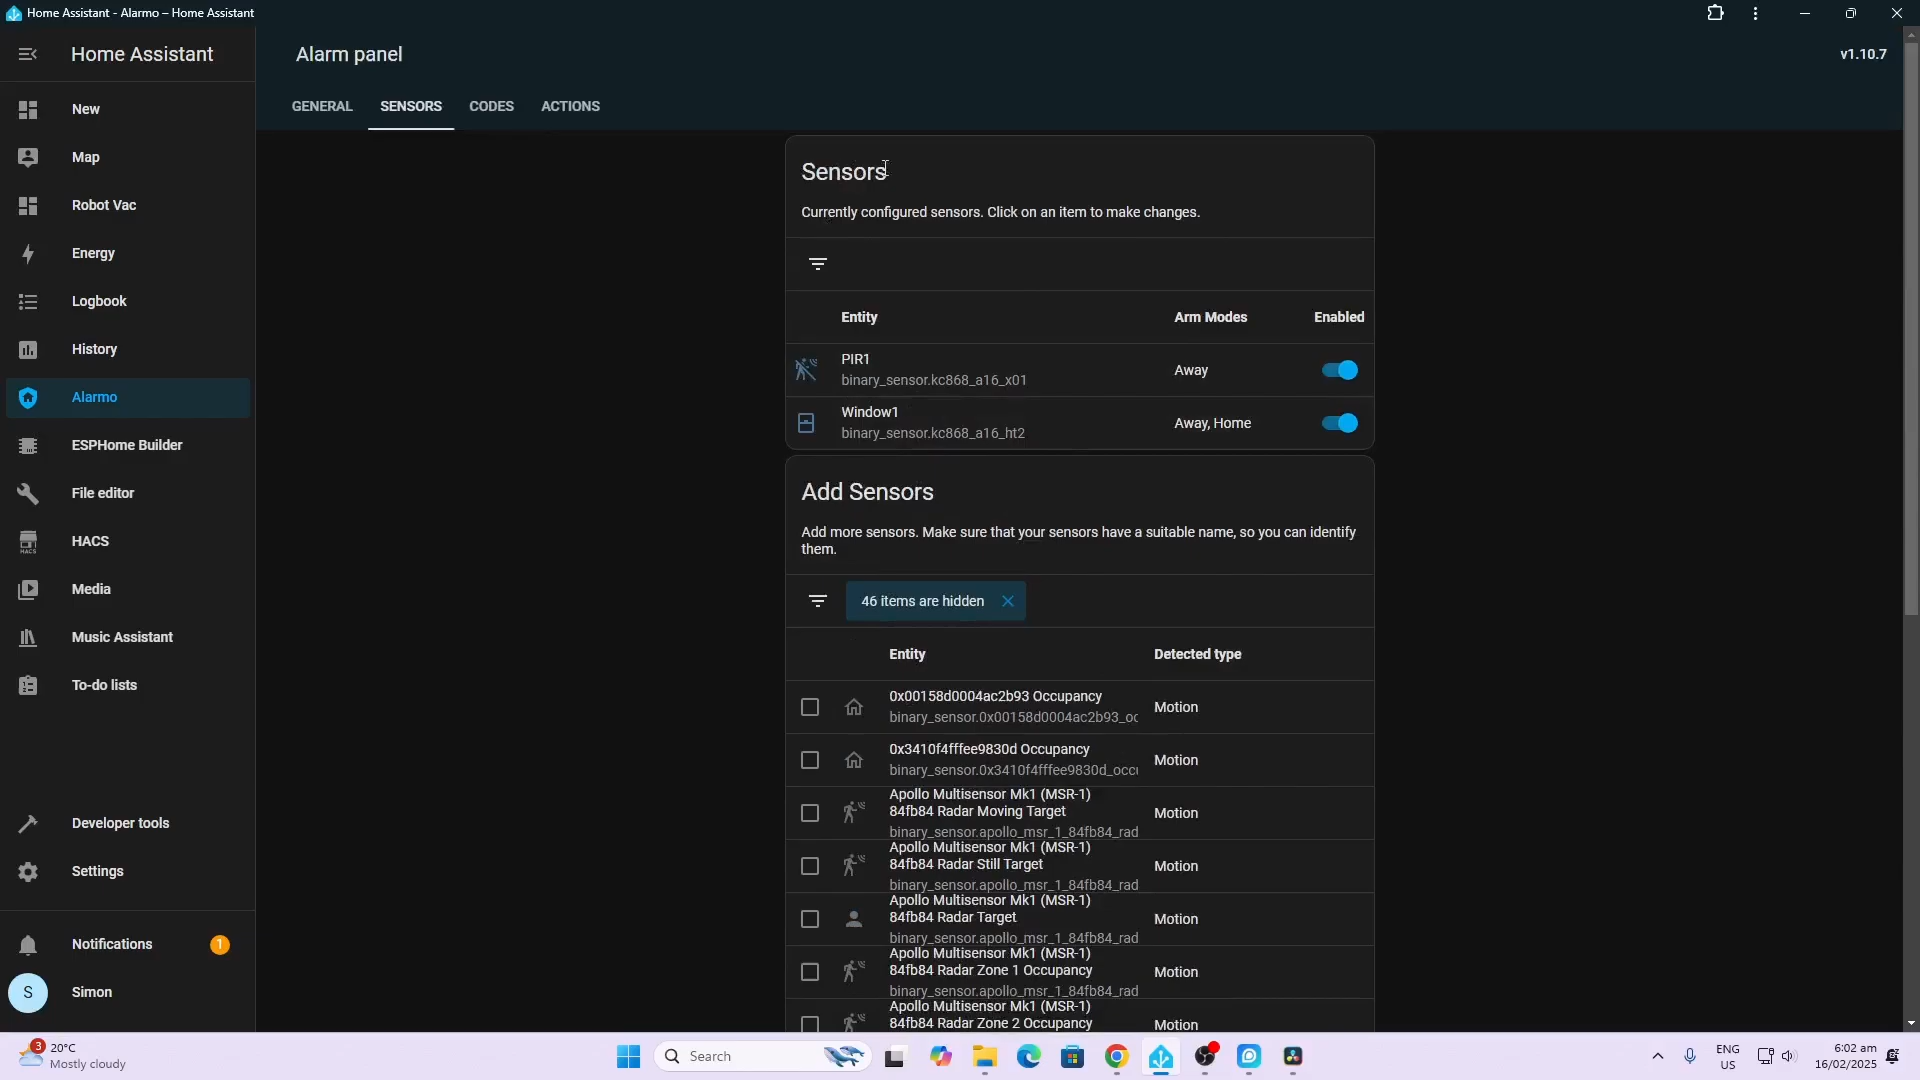 Home Assistant - Alarmo – Home Assistant
Home Assistant
Alarm panel
v1.10.7
GENERAL
SENSORS
CODES
ACTIONS
New
Map
Robot Vac
Energy
Logbook
History
Alarmo
ESPHome Builder
File editor
HACS
HACS
Media
Music Assistant
To-do lists
Developer tools
Settings
Notifications
1
S
Simon
Sensors
Currently configured sensors. Click on an item to make changes.
Entity
Arm Modes
Enabled
PIR1
binary_sensor.kc868_a16_x01
Away
Window1
binary_sensor.kc868_a16_ht2
Away, Home
Add Sensors
Add more sensors. Make sure that your sensors have a suitable name, so you can identify
them.
46 items are hidden
Entity
Detected type
0x00158d0004ac2b93 Occupancy
binary_sensor.0x00158d0004ac2b93_oc
Motion
0x3410f4fffee9830d Occupancy
binary_sensor.0x3410f4fffee9830d_occu
Motion
Apollo Multisensor Mk1 (MSR-1)
84fb84 Radar Moving Target
binary_sensor.apollo_msr_1_84fb84_rad
Motion
Apollo Multisensor Mk1 (MSR-1)
84fb84 Radar Still Target
binary_sensor.apollo_msr_1_84fb84_rad
Motion
Apollo Multisensor Mk1 (MSR-1)
84fb84 Radar Target
binary_sensor.apollo_msr_1_84fb84_rad
Motion
Apollo Multisensor Mk1 (MSR-1)
84fb84 Radar Zone 1 Occupancy
binary_sensor.apollo_msr_1_84fb84_rad
Motion
Apollo Multisensor Mk1 (MSR-1)
84fb84 Radar Zone 2 Occupancy
Motion
3
20°C
Mostly cloudy
Search
ENG
US
6:02 am
16/02/2025